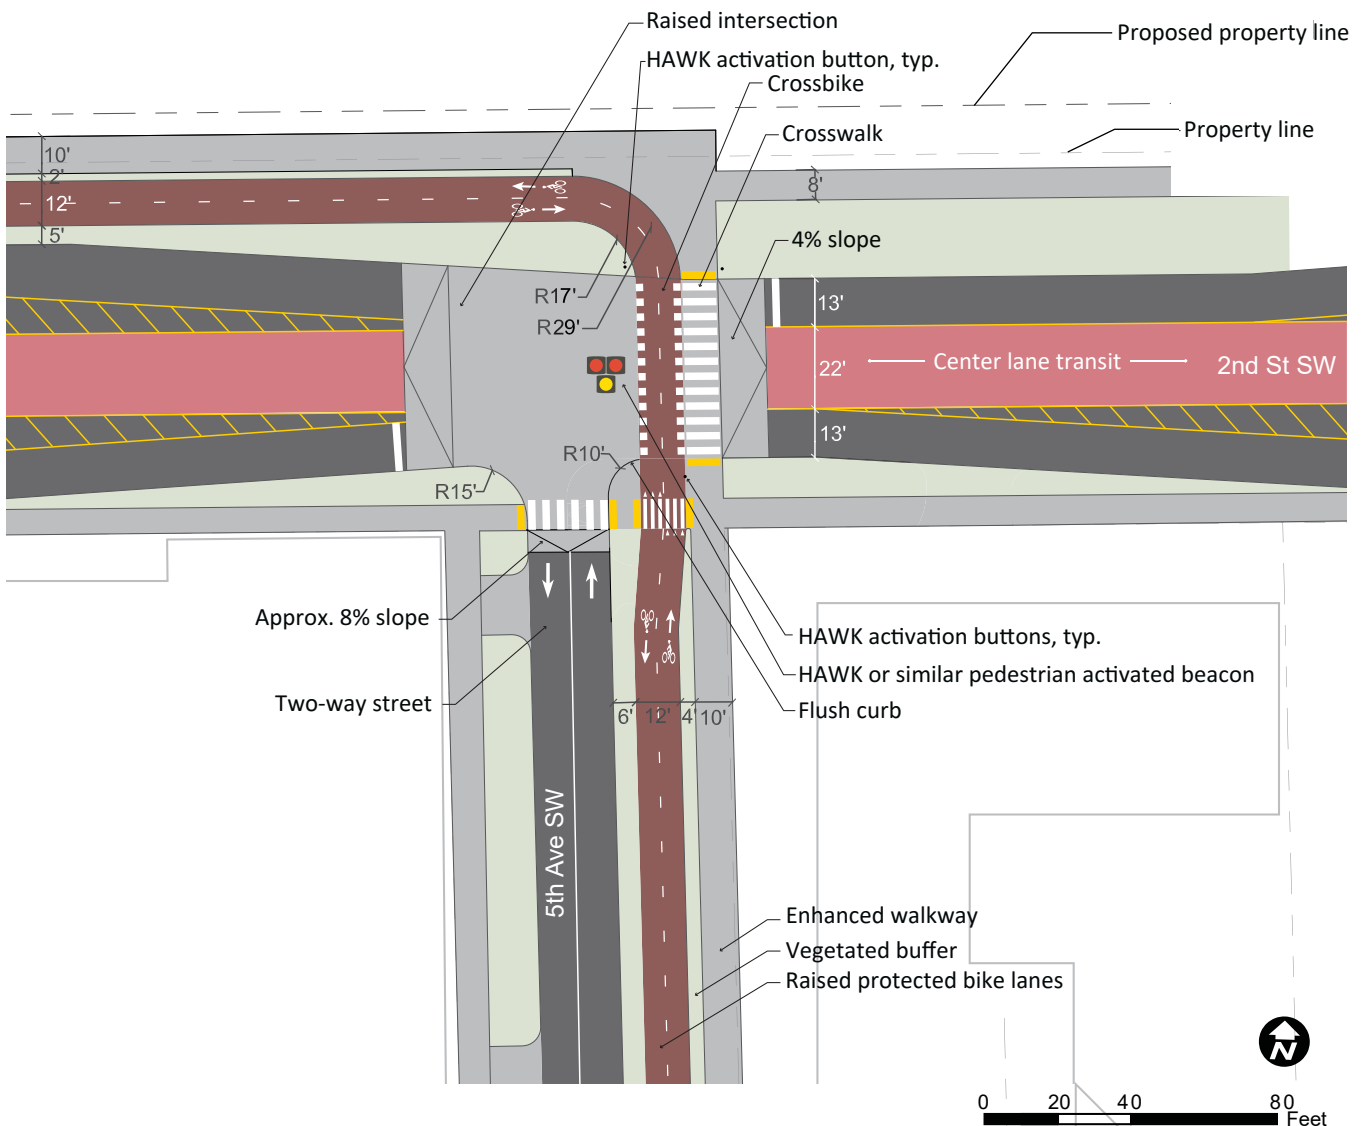 Raised intersection
HAWK activation button, typ.
Crossbike
Crosswalk
Proposed property line
Property line
10'
2'
12'
5'
8'
4% slope
R17'
R29'
13'
22'
13'
Center lane transit
2nd St SW
R10'
R15'
Approx. 8% slope
Two-way street
HAWK activation buttons, typ.
HAWK or similar pedestrian activated beacon
Flush curb
6'
12'
4'
10'
5th Ave SW
Enhanced walkway
Vegetated buffer
Raised protected bike lanes
N
0 20 40 80
Feet